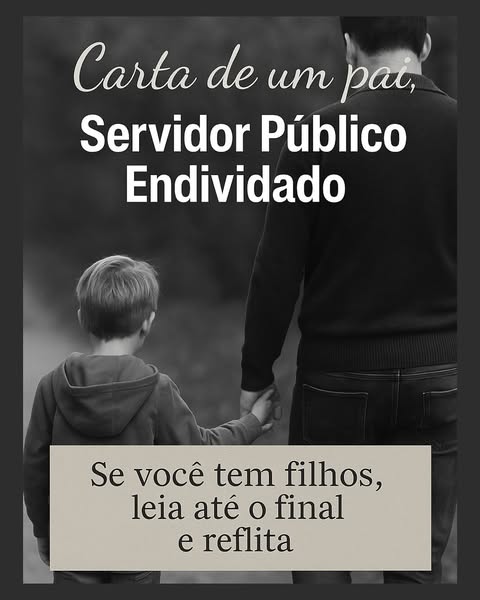 Carta de um pai,
Servidor Público
Endividado
Se você tem filhos,
leia até o final
e reflita